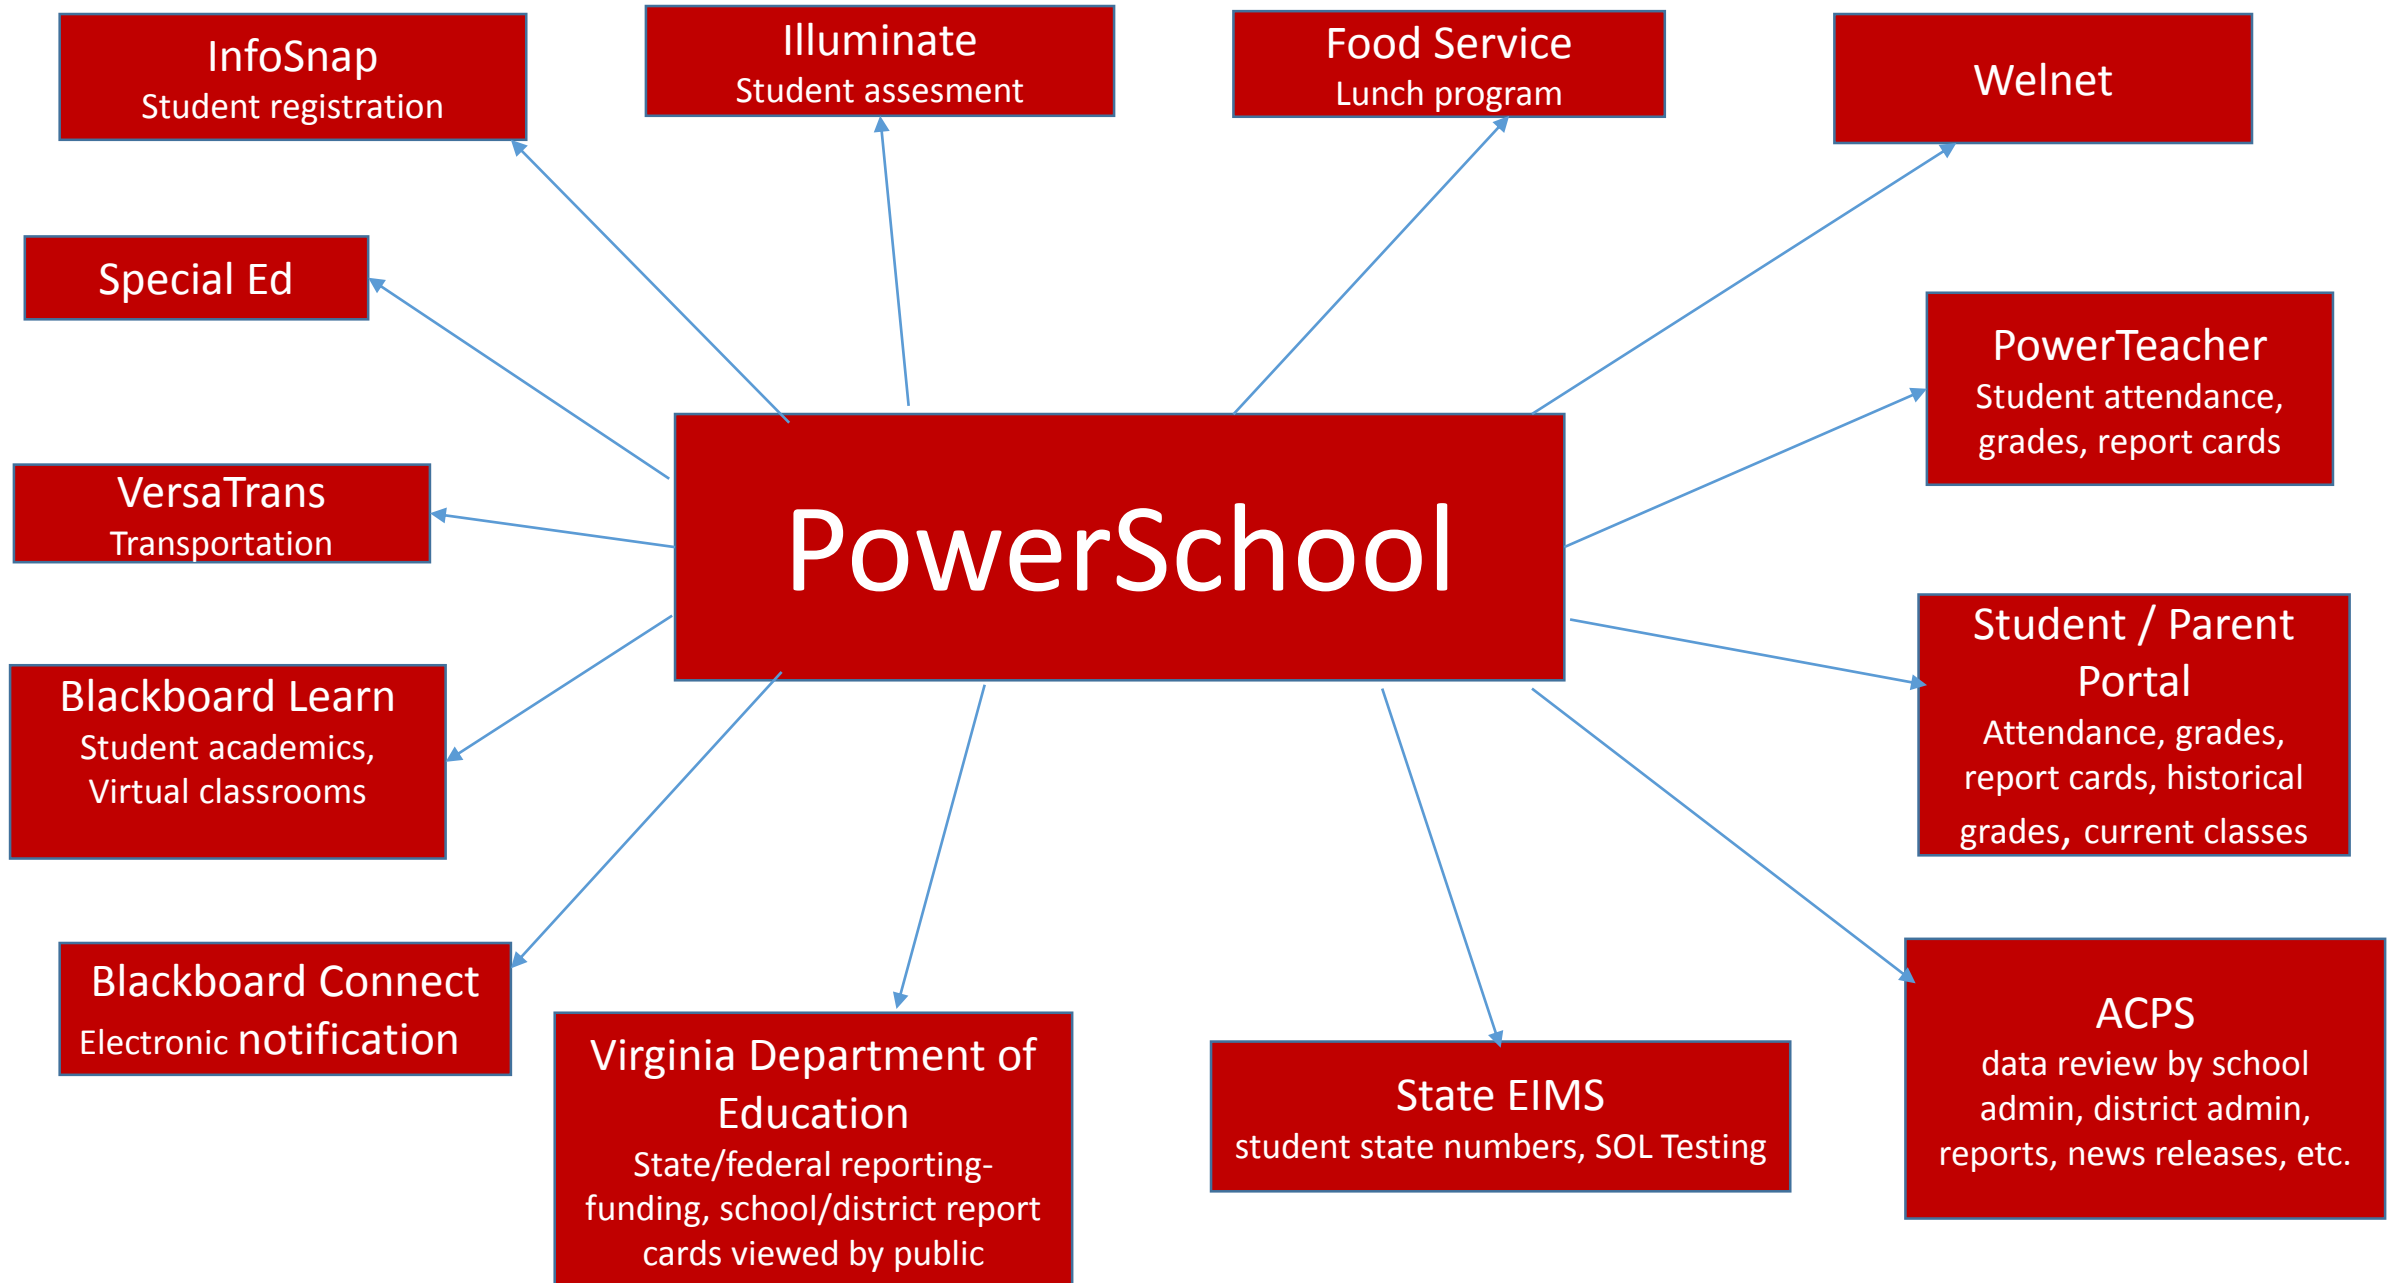 InfoSnap
Student registration
Illuminate
Student assesment
Food Service
Lunch program
Welnet
Special Ed
PowerTeacher
Student attendance,
grades, report cards
VersaTrans
Transportation
PowerSchool
Student / Parent
Portal
Attendance, grades,
report cards, historical
grades, current classes
Blackboard Learn
Student academics,
Virtual classrooms
Blackboard Connect
Electronic notification
Virginia Department of
Education
State/federal reporting-
funding, school/district report
cards viewed by public
State EIMS
student state numbers, SOL Testing
ACPS
data review by school
admin, district admin,
reports, news releases, etc.